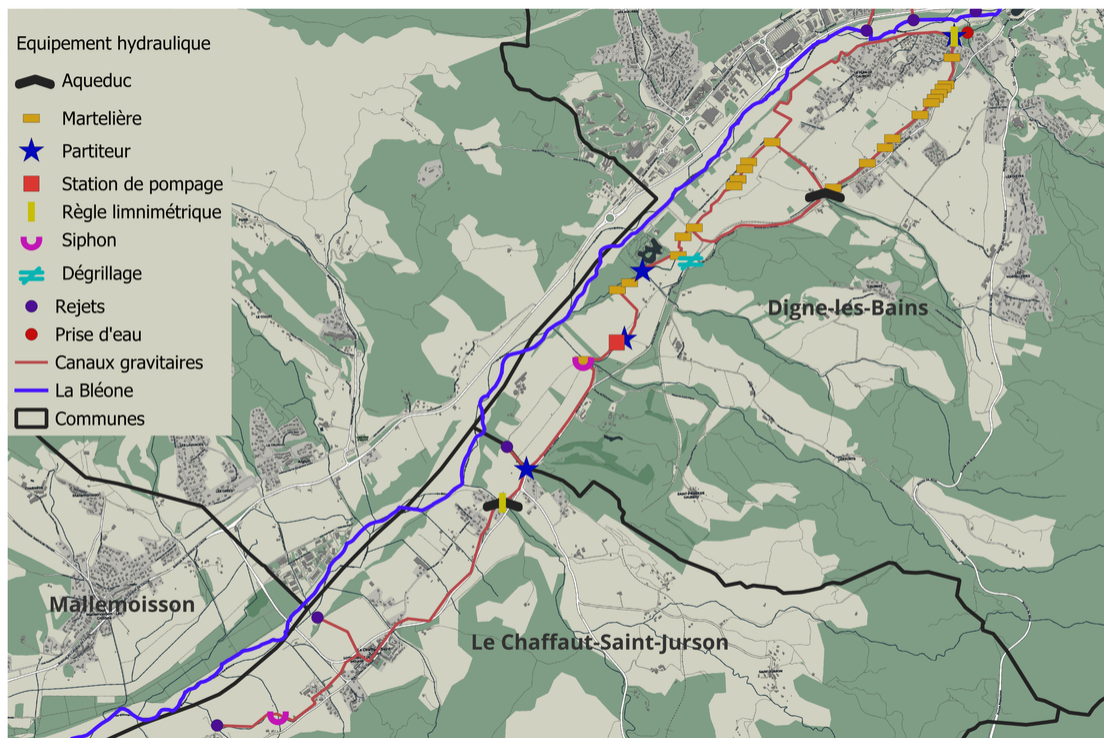 Equipement hydraulique
Aqueduc
Martelière
Partiteur
Station de pompage
Règle limnimétrique
Siphon
Dégrillage
Rejets
Prise d'eau
Canaux gravitaires
La Bléone
Communes
Digne-les-Bains
Mallemoisson
Le Chaffaut-Saint-Jurson